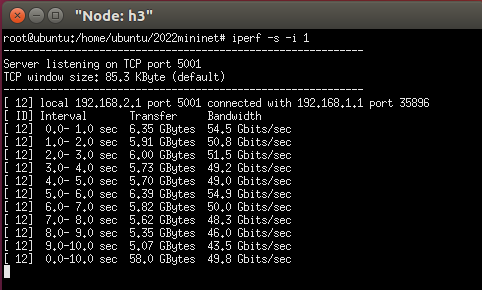 "Node: h3"
root@ubuntu:/home/ubuntu/2022mininet# iperf -s -i 1
------------------------------------------------------------
Server listening on TCP port 5001
TCP window size: 85.3 KByte (default)
------------------------------------------------------------
[ 12] local 192.168.2.1 port 5001 connected with 192.168.1.1 port 35896
[ ID] Interval       Transfer     Bandwidth
[ 12]  0.0- 1.0 sec  6.35 GBytes  54.5 Gbits/sec
[ 12]  1.0- 2.0 sec  5.91 GBytes  50.8 Gbits/sec
[ 12]  2.0- 3.0 sec  6.00 GBytes  51.5 Gbits/sec
[ 12]  3.0- 4.0 sec  5.73 GBytes  49.2 Gbits/sec
[ 12]  4.0- 5.0 sec  5.70 GBytes  49.0 Gbits/sec
[ 12]  5.0- 6.0 sec  6.39 GBytes  54.9 Gbits/sec
[ 12]  6.0- 7.0 sec  5.82 GBytes  50.0 Gbits/sec
[ 12]  7.0- 8.0 sec  5.62 GBytes  48.3 Gbits/sec
[ 12]  8.0- 9.0 sec  5.35 GBytes  46.0 Gbits/sec
[ 12]  9.0-10.0 sec  5.07 GBytes  43.5 Gbits/sec
[ 12]  0.0-10.0 sec  58.0 GBytes  49.8 Gbits/sec